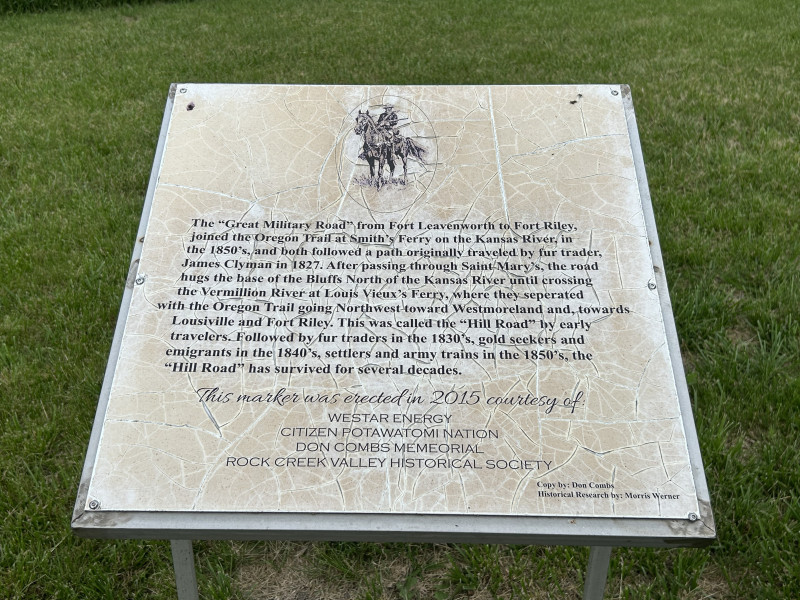 The “Great Military Road” from Fort Leavenworth to Fort Riley,
joined the Oregon Trail at Smith’s Ferry on the Kansas River, in
the 1850’s, and both followed a path originally traveled by fur trader,
James Clyman in 1827. After passing through Saint Mary’s, the road
hugs the base of the Bluffs North of the Kansas River until crossing
the Vermillion River at Louis Vieux’s Ferry, where they seperated
with the Oregon Trail going Northwest toward Westmoreland and, towards
Lousiville and Fort Riley. This was called the “Hill Road” by early
travelers. Followed by fur traders in the 1830’s, gold seekers and
emigrants in the 1840’s, settlers and army trains in the 1850’s, the
“Hill Road” has survived for several decades.
This marker was erected in 2015 courtesy of:
WESTAR ENERGY
CITIZEN POTAWATOMI NATION
DON COMBS MEMEORIAL
ROCK CREEK VALLEY HISTORICAL SOCIETY
Copy by: Don Combs
Historical Research by: Morris Werner